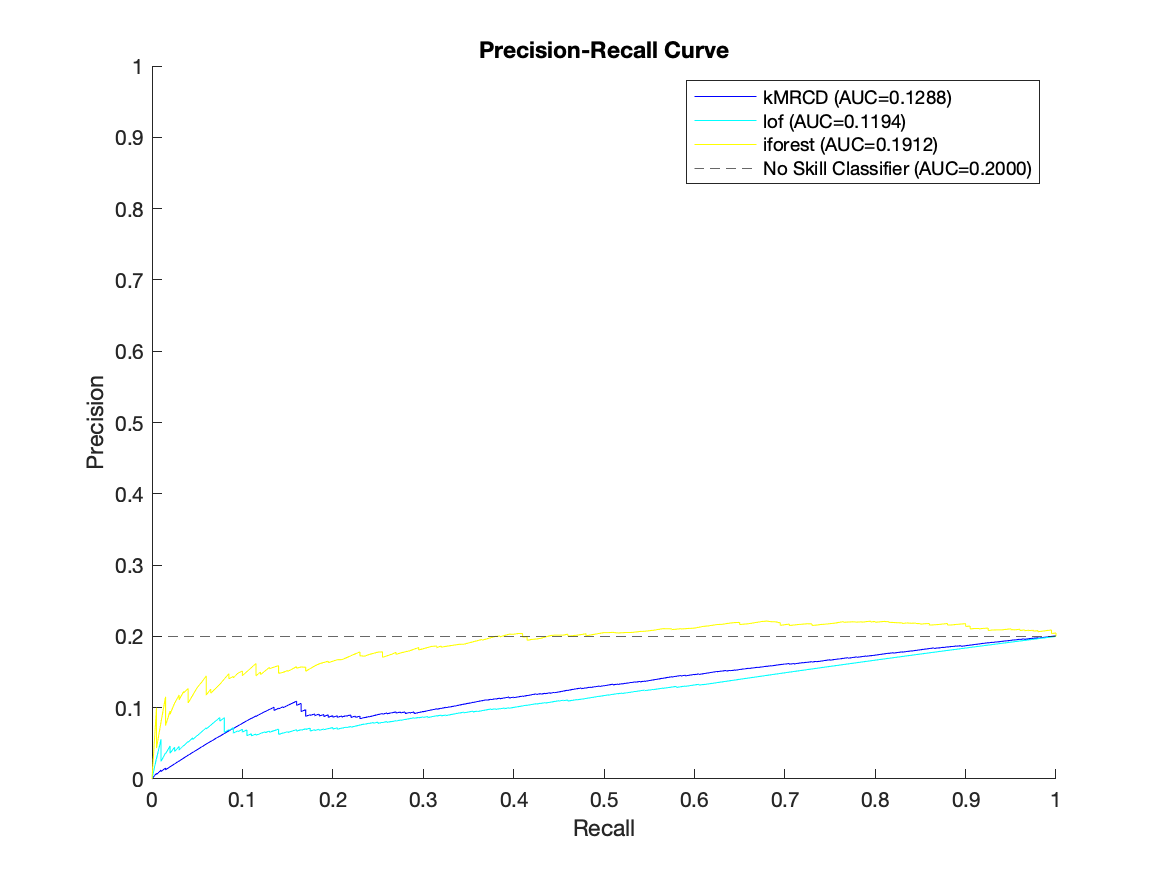 Precision-Recall Curve
kMRCD (AUC=0.1288)
lof (AUC=0.1194)
iforest (AUC=0.1912)
No Skill Classifier (AUC=0.2000)
Precision
1
0.9
0.8
0.7
0.6
0.5
0.4
0.3
0.2
0.1
0
0 0.1 0.2 0.3 0.4 0.5 0.6 0.7 0.8 0.9 1
Recall